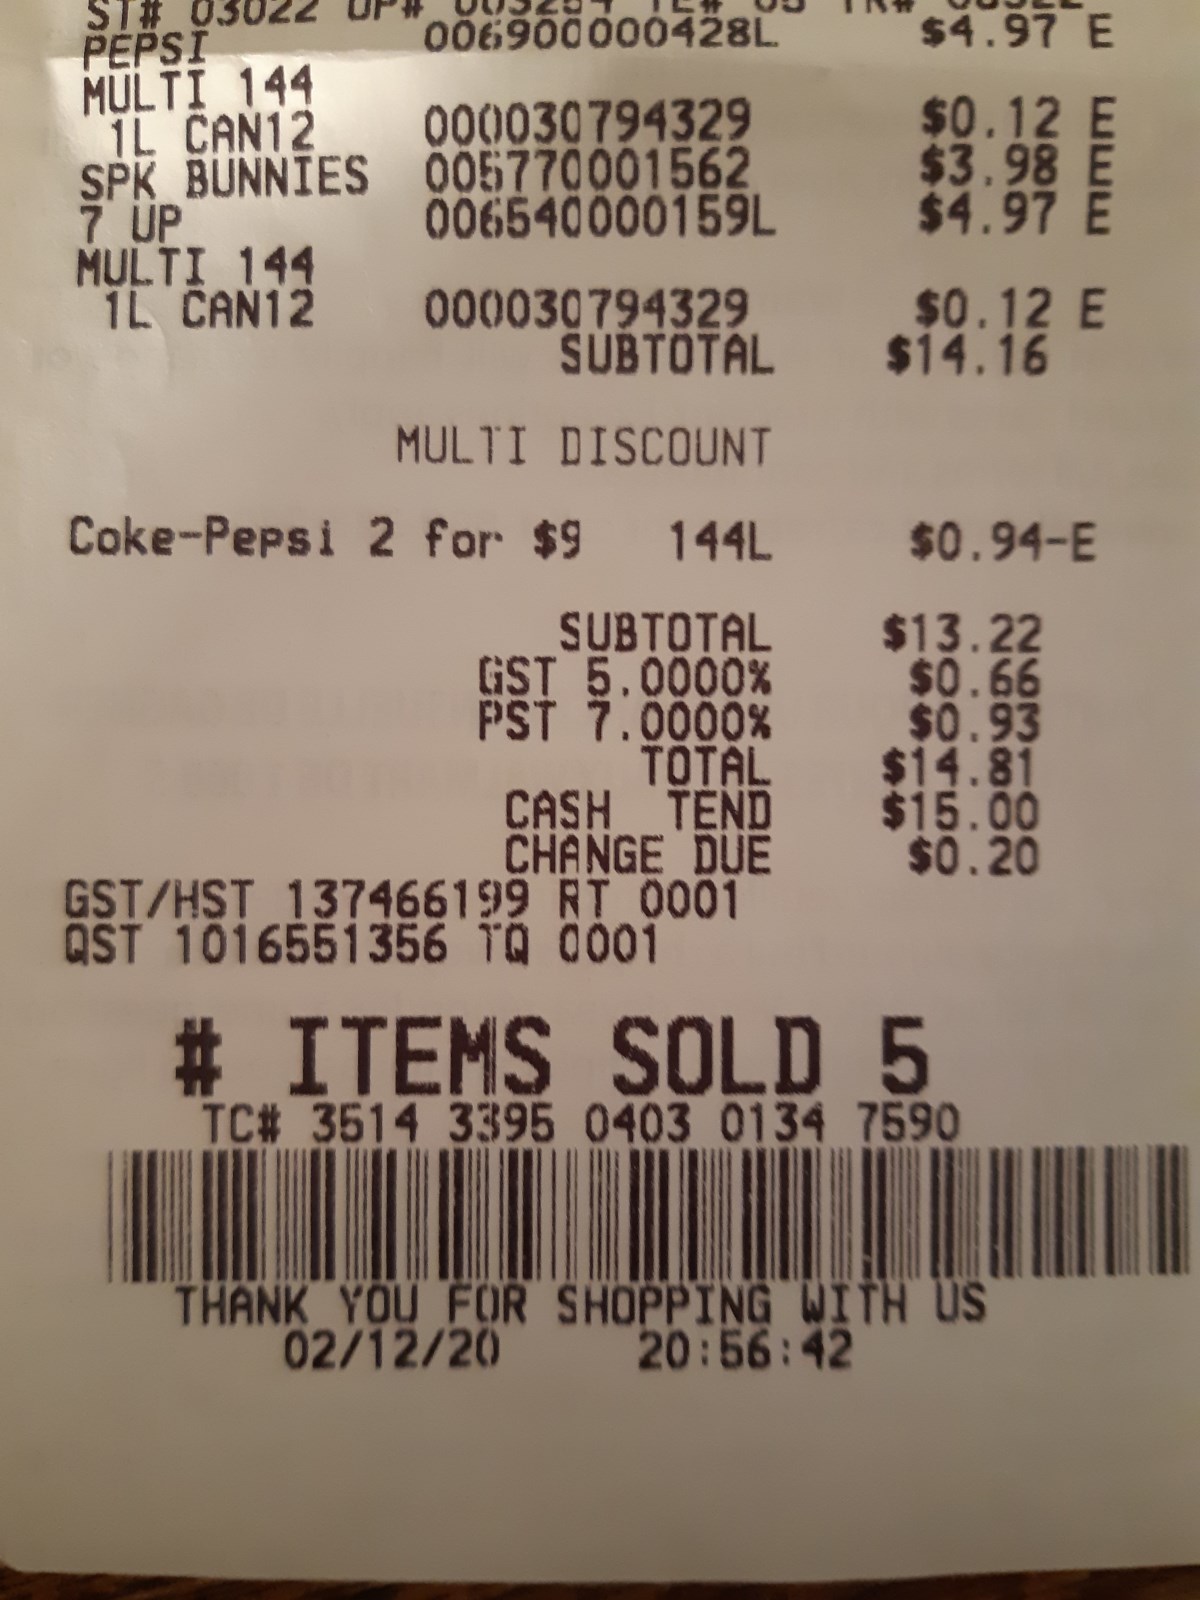 ST# 03022 OP#
PEPSI 006900000428L $4.97 E
MULTI 144
1L CAN12 000030794329 $0.12 E
SPK BUNNIES 005770001562 $3.98 E
7 UP 006540000159L $4.97 E
MULTI 144
1L CAN12 000030794329 $0.12 E
SUBTOTAL $14.16
MULTI DISCOUNT
Coke-Pepsi 2 for $9 144L $0.94-E
SUBTOTAL $13.22
GST 5.0000% $0.66
PST 7.0000% $0.93
TOTAL $14.81
CASH TEND $15.00
CHANGE DUE $0.20
GST/HST 137466199 RT 0001
QST 1016551356 TQ 0001
# ITEMS SOLD 5
TC# 3514 3395 0403 0134 7590
THANK YOU FOR SHOPPING WITH US
02/12/20 20:56:42